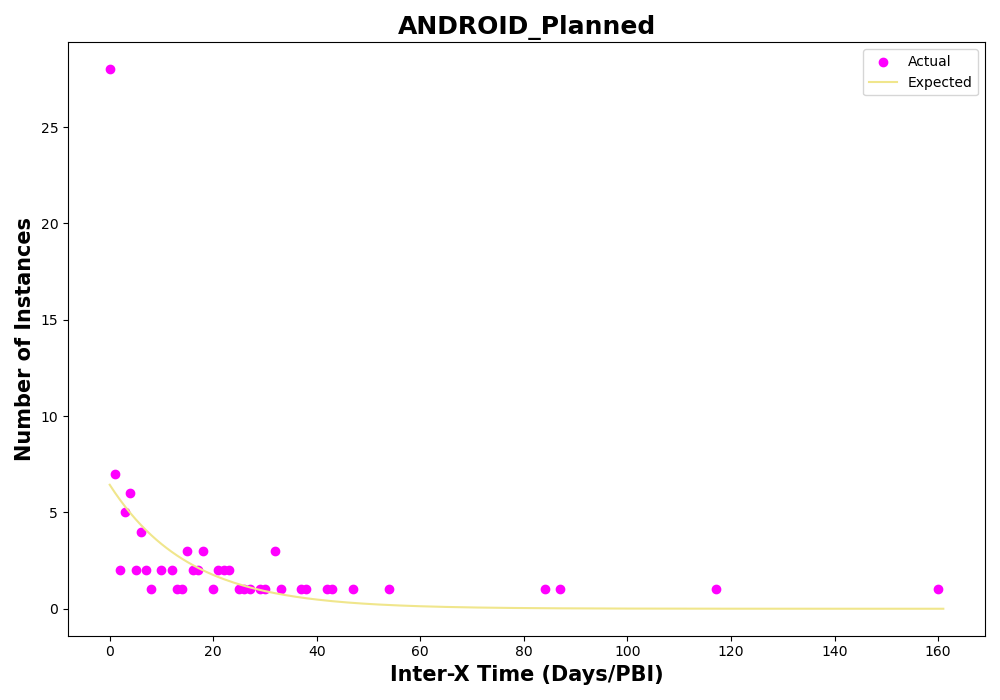 ANDROID_Planned
Actual
Expected
Number of Instances
25
20
15
10
5
0
0 20 40 60 80 100 120 140 160
Inter-X Time (Days/PBI)